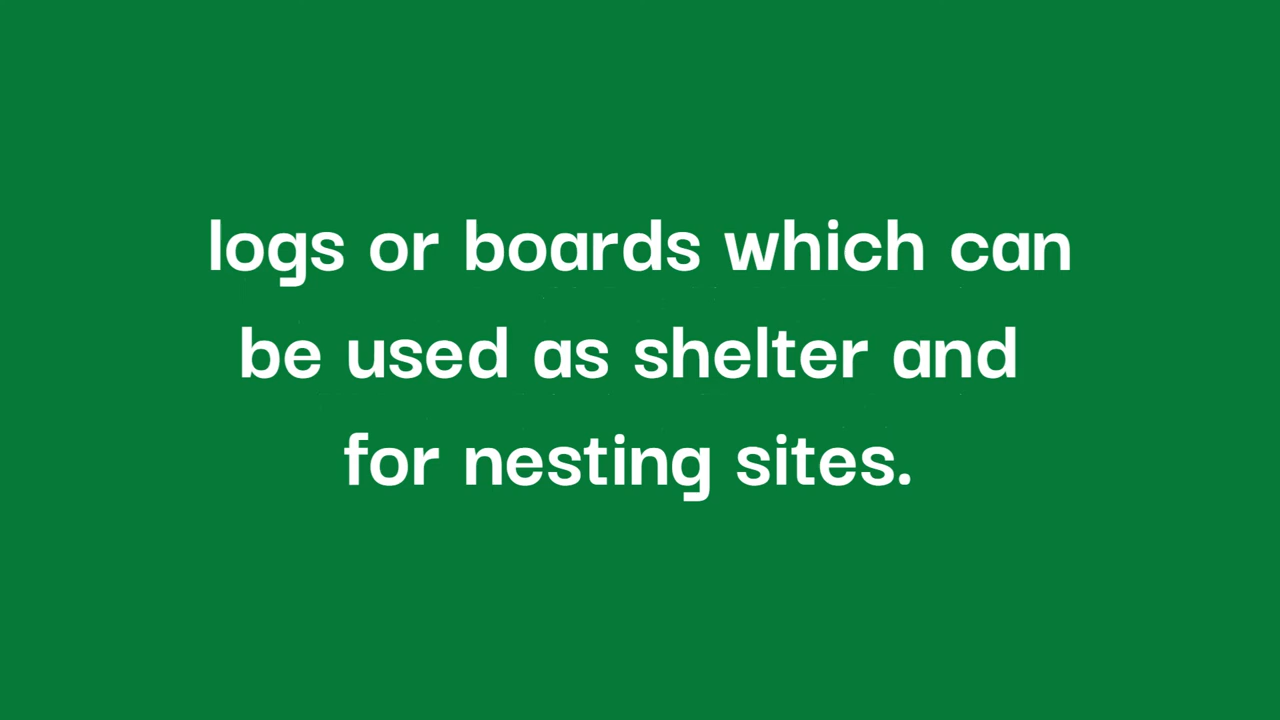 logs or boards which can
be used as shelter and
for nesting sites.